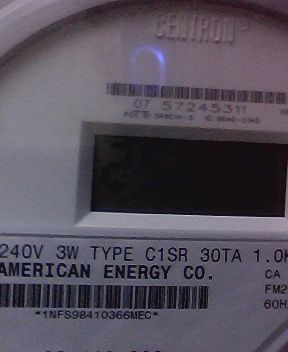 CENTRON®
07 57245311
240V 3W TYPE C1SR 30TA 1.0K
AMERICAN ENERGY CO.
CA
FM2
60H
*1NFS98410366MEC*